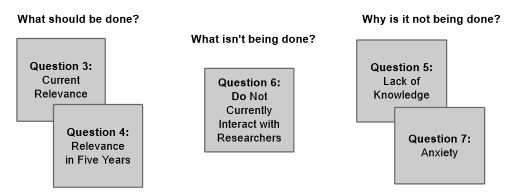 What should be done?
What isn't being done?
Why is it not being done?
Question 3:
Current
Relevance
Question 4:
Relevance
in Five Years
Question 6:
Do Not
Currently
Interact with
Researchers
Question 5:
Lack of
Knowledge
Question 7:
Anxiety